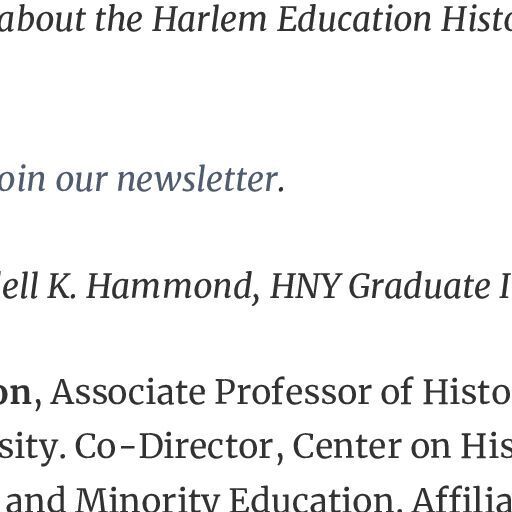 about the Harlem Education Histo
oin our newsletter.
ell K. Hammond, HNY Graduate I
on, Associate Professor of Histo
sity. Co-Director, Center on His
and Minority Education. Affilia